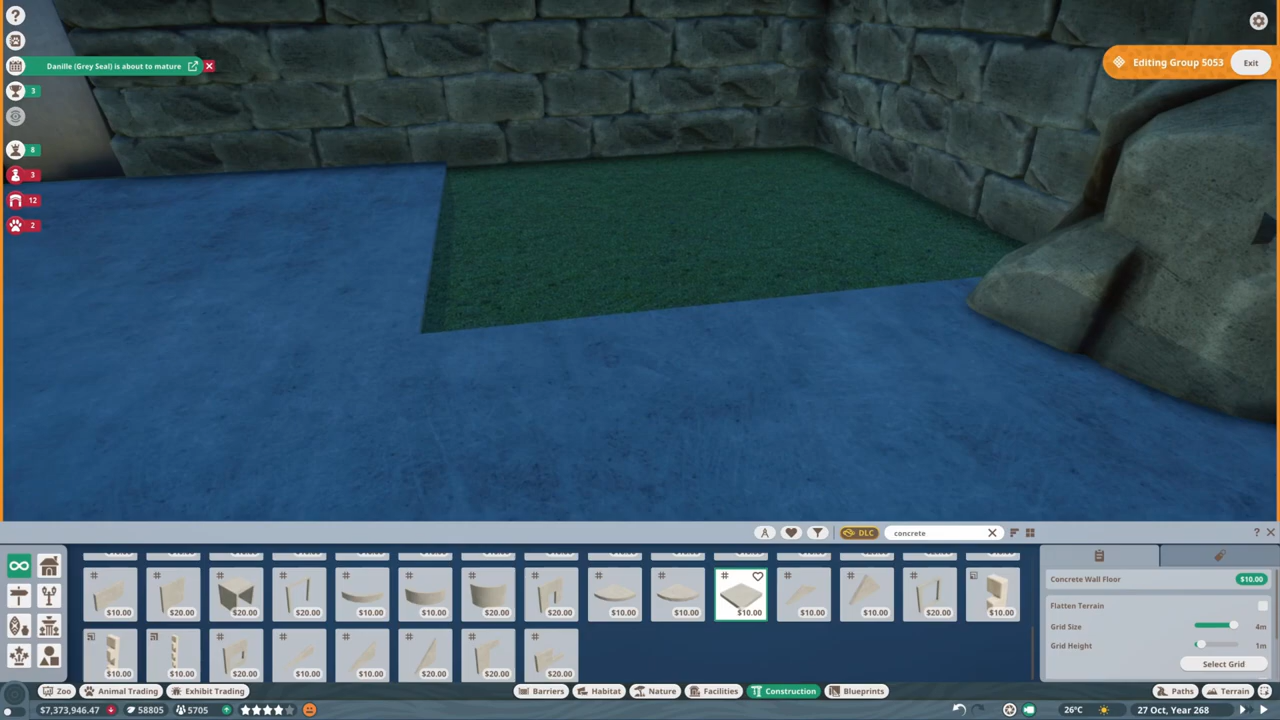 ?
Danille (Grey Seal) is about to mature
3
8
3
12
2
Editing Group 5053
Exit
DLC
concrete
?
$10.00 $20.00 $20.00 $20.00 $10.00 $10.00 $20.00 $20.00 $10.00 $10.00 $10.00 $10.00 $10.00 $20.00 $10.00
$10.00 $10.00 $10.00 $20.00 $10.00 $20.00 $20.00 $20.00
Concrete Wall Floor $10.00
Flatten Terrain
Grid Size 4m
Grid Height 1m
Select Grid
Zoo Animal Trading Exhibit Trading Barriers Habitat Nature Facilities Construction Blueprints Paths Terrain
$7,373,946.47 58805 5705 26°C 27 Oct, Year 268